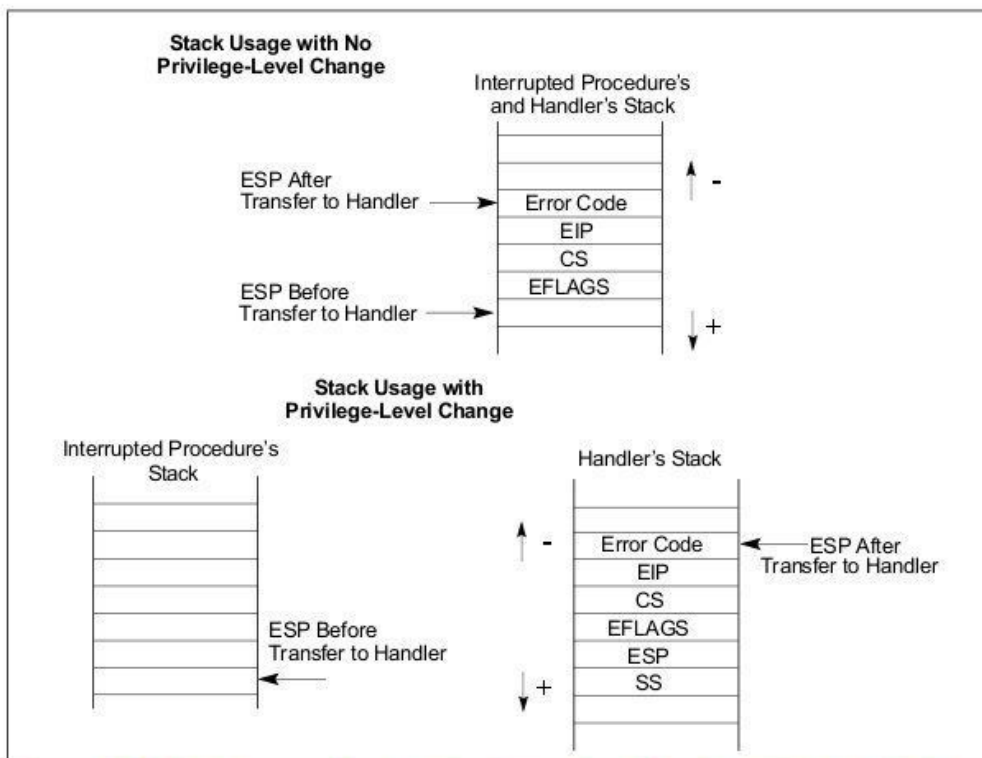 Stack Usage with No
Privilege-Level Change
Interrupted Procedure's
and Handler's Stack
ESP After
Transfer to Handler
-
Error Code
EIP
CS
EFLAGS
ESP Before
Transfer to Handler
+
Stack Usage with
Privilege-Level Change
Interrupted Procedure's
Stack
Handler's Stack
-
Error Code
ESP After
Transfer to Handler
EIP
CS
EFLAGS
ESP Before
Transfer to Handler
ESP
SS
+